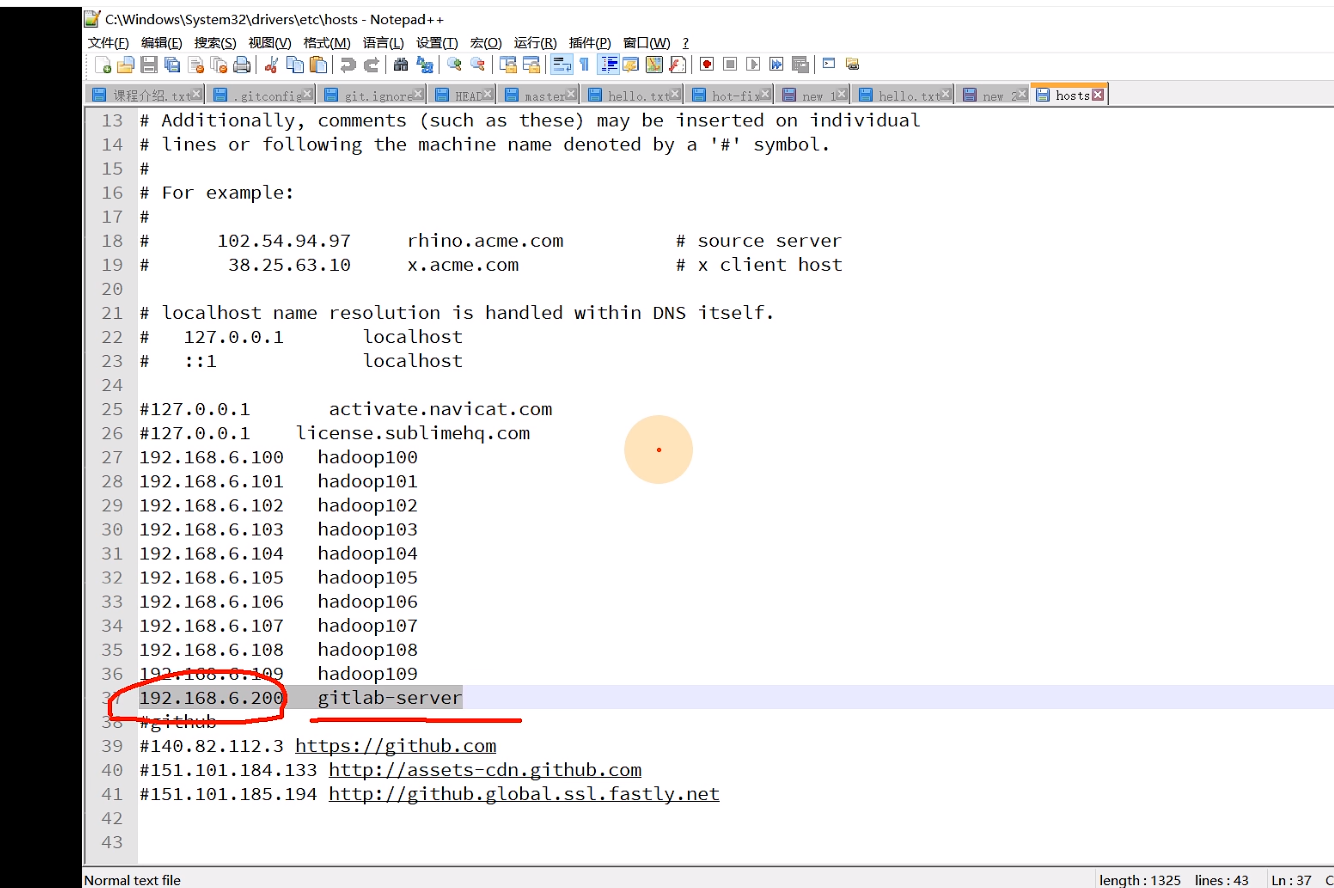 C:\Windows\System32\drivers\etc\hosts - Notepad++
文件(F) 编辑(E) 搜索(S) 视图(V) 格式(M) 语言(L) 设置(T) 宏(O) 运行(R) 插件(P) 窗口(W) ?
课程介绍.txt .gitconfig git.ignore HEAD master hello.txt hot-fix new 1 hello.txt new 2 hosts
13 # Additionally, comments (such as these) may be inserted on individual
14 # lines or following the machine name denoted by a '#' symbol.
15 #
16 # For example:
17 #
18 # 102.54.94.97 rhino.acme.com # source server
19 # 38.25.63.10 x.acme.com # x client host
20
21 # localhost name resolution is handled within DNS itself.
22 # 127.0.0.1 localhost
23 # ::1 localhost
24
25 #127.0.0.1 activate.navicat.com
26 #127.0.0.1 license.sublimehq.com
27 192.168.6.100 hadoop100
28 192.168.6.101 hadoop101
29 192.168.6.102 hadoop102
30 192.168.6.103 hadoop103
31 192.168.6.104 hadoop104
32 192.168.6.105 hadoop105
33 192.168.6.106 hadoop106
34 192.168.6.107 hadoop107
35 192.168.6.108 hadoop108
36 192.168.6.109 hadoop109
37 192.168.6.200 gitlab-server
38 #github
39 #140.82.112.3 https://github.com
40 #151.101.184.133 http://assets-cdn.github.com
41 #151.101.185.194 http://github.global.ssl.fastly.net
42
43
Normal text file length : 1325 lines : 43 Ln : 37 C